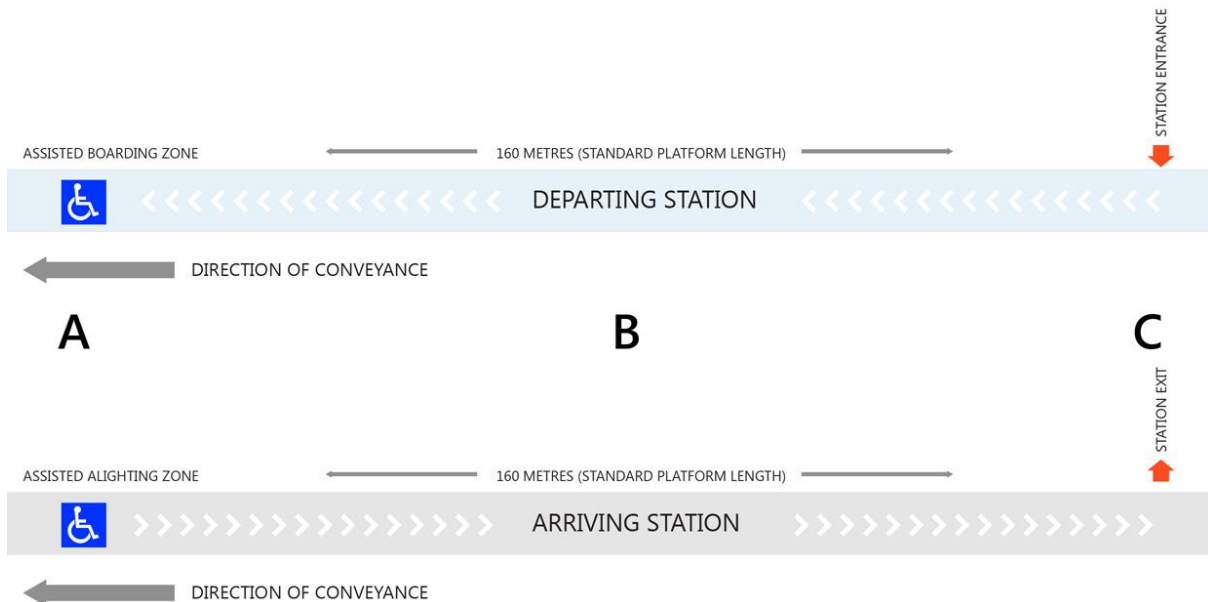 STATION ENTRANCE
ASSISTED BOARDING ZONE
160 METRES (STANDARD PLATFORM LENGTH)
DEPARTING STATION
DIRECTION OF CONVEYANCE
A
B
C
STATION EXIT
ASSISTED ALIGHTING ZONE
160 METRES (STANDARD PLATFORM LENGTH)
ARRIVING STATION
DIRECTION OF CONVEYANCE